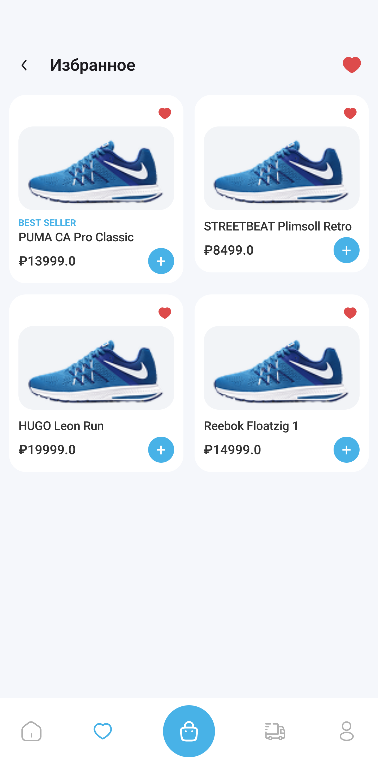 Избранное
BEST SELLER
PUMA CA Pro Classic
₽13999.0
STREETBEAT Plimsoll Retro
₽8499.0
HUGO Leon Run
₽19999.0
Reebok Floatzig 1
₽14999.0